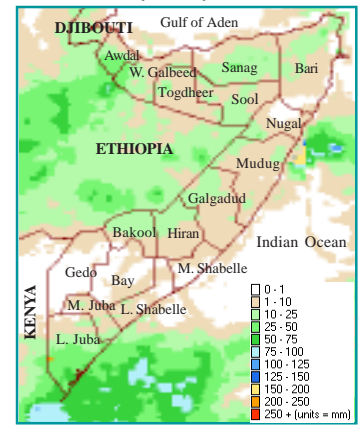 Gulf of Aden
DJIBOUTI
Awdal
W. Galbeed
Sanag
Bari
Togdheer
Sool
Nugal
ETHIOPIA
Mudug
Galgadud
Bakool
Hiran
Indian Ocean
Gedo
Bay
M. Shabelle
KENYA
M. Juba
L. Shabelle
L. Juba
0 - 1
1 - 10
10 - 25
25 - 50
50 - 75
75 - 100
100 - 125
125 - 150
150 - 200
200 - 250
250 + (units = mm)